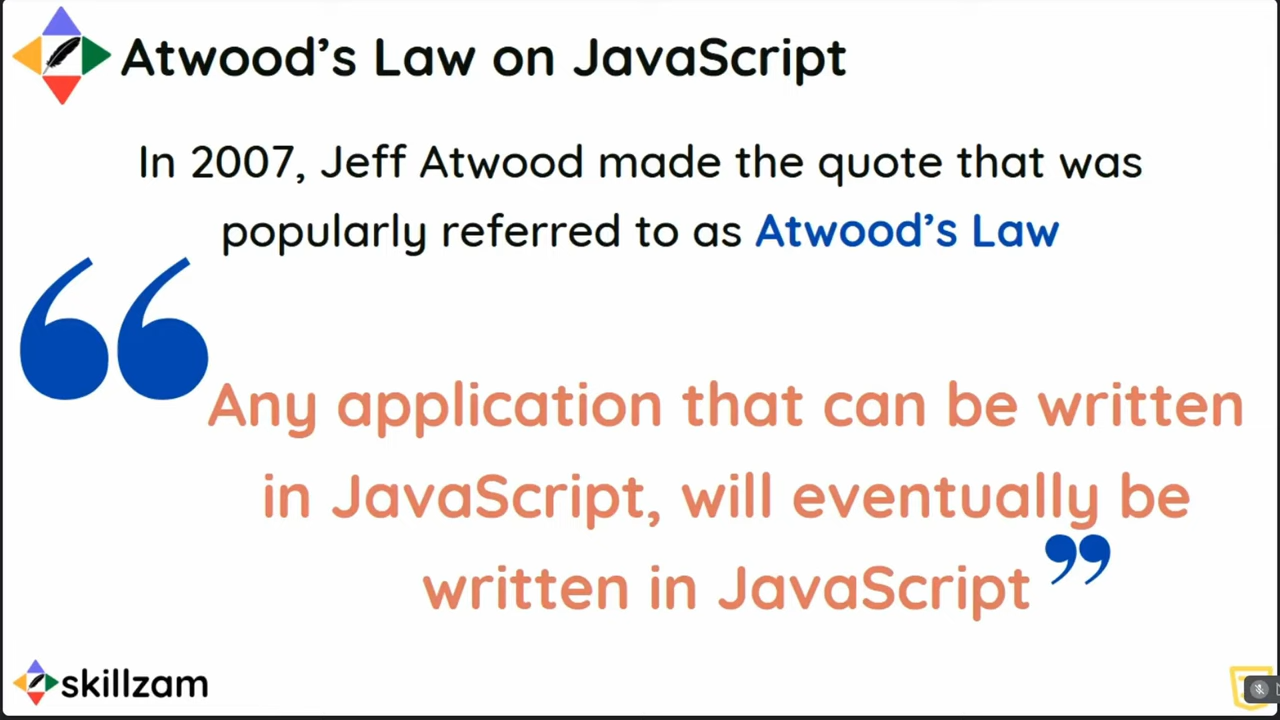 Atwood’s Law on JavaScript
In 2007, Jeff Atwood made the quote that was
popularly referred to as Atwood’s Law
“Any application that can be written
in JavaScript, will eventually be
written in JavaScript”
skillzam